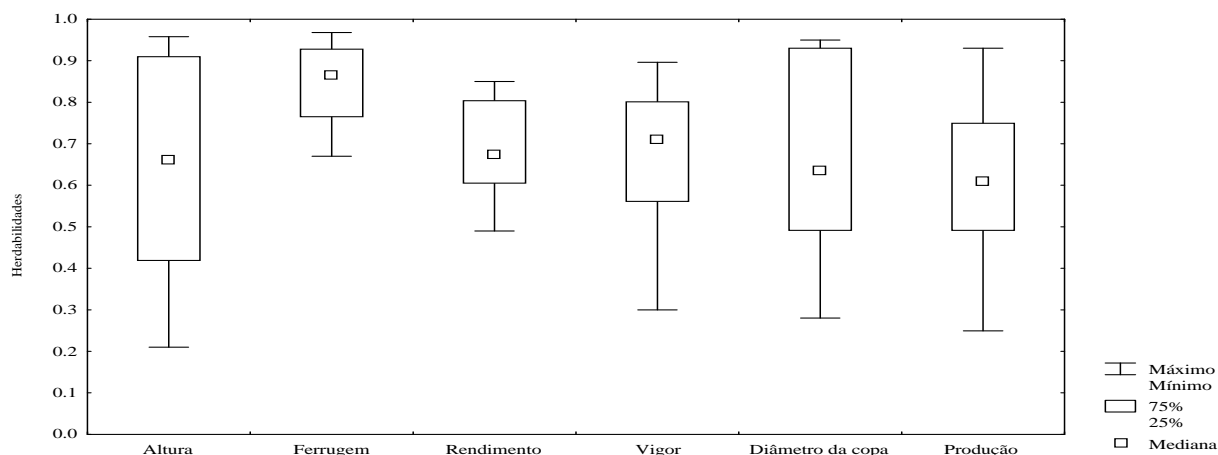 Herdabilidades
1.0
0.9
0.8
0.7
0.6
0.5
0.4
0.3
0.2
0.1
0.0
Altura Ferrugem Rendimento Vigor Diâmetro da copa Produção
Máximo
Mínimo
75%
25%
Mediana